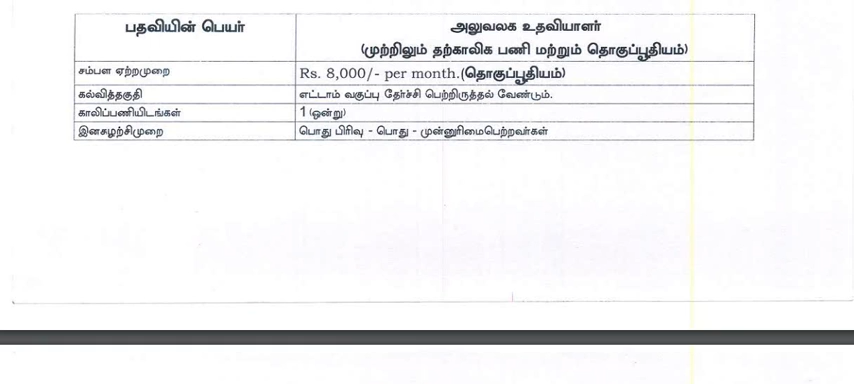 பதவியின் பெயர்
அலுவலக உதவியாளர்
(முற்றிலும் தற்காலிக பணி மற்றும் தொகுப்பூதியம்)
சம்பள ஏற்றமுறை Rs. 8,000/- per month.(தொகுப்பூதியம்)
கல்வித்தகுதி எட்டாம் வகுப்பு தேர்ச்சி பெற்றிருத்தல் வேண்டும்.
காலிப்பணியிடங்கள் 1 (ஒன்று)
இனசுழற்சிமுறை பொது பிரிவு - பொது - முன்னுரிமைபெற்றவர்கள்